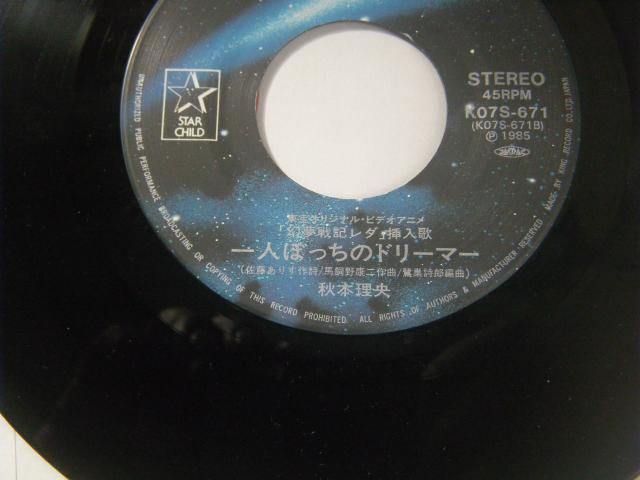 STAR
CHILD
STEREO
45RPM
K07S-671
(K07S-671B)
℗ 1985
東宝オリジナル・ビデオアニメ
「幻夢戦記レダ」挿入歌
一人ぼっちのドリーマー
(佐藤ありす作詩/馬飼野康二作曲/鷺巣詩郎編曲)
秋本理央
UNAUTHORIZED PUBLIC PERFORMANCE BROADCASTING OR COPYING OF THIS RECORD PROHIBITED. ALL RIGHTS OF AUTHORS & MANUFACTURER RESERVED. MADE BY KING RECORD CO.,LTD. JAPAN